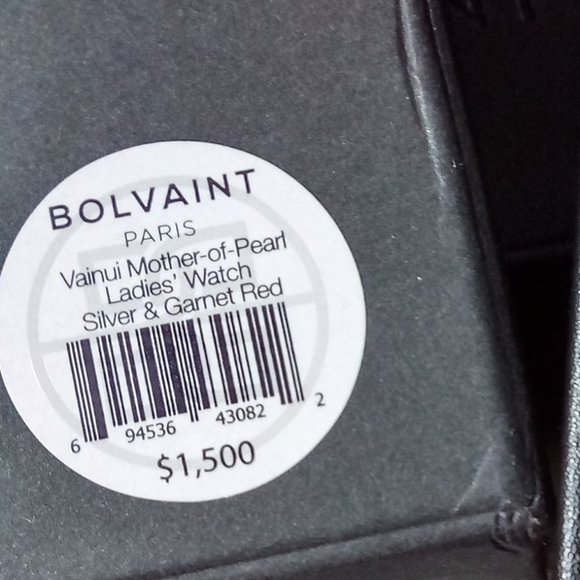 BOLVAINT
PARIS
Vainui Mother-of-Pearl
Ladies' Watch
Silver & Garnet Red
6 94536 43082 2
$1,500